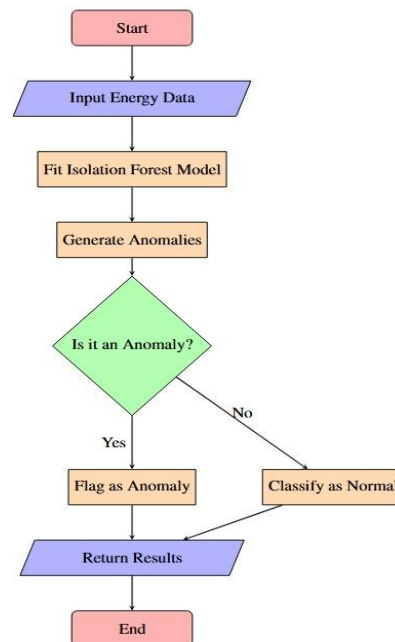 Start
Input Energy Data
Fit Isolation Forest Model
Generate Anomalies
Is it an Anomaly?
No
Yes
Flag as Anomaly
Classify as Normal
Return Results
End